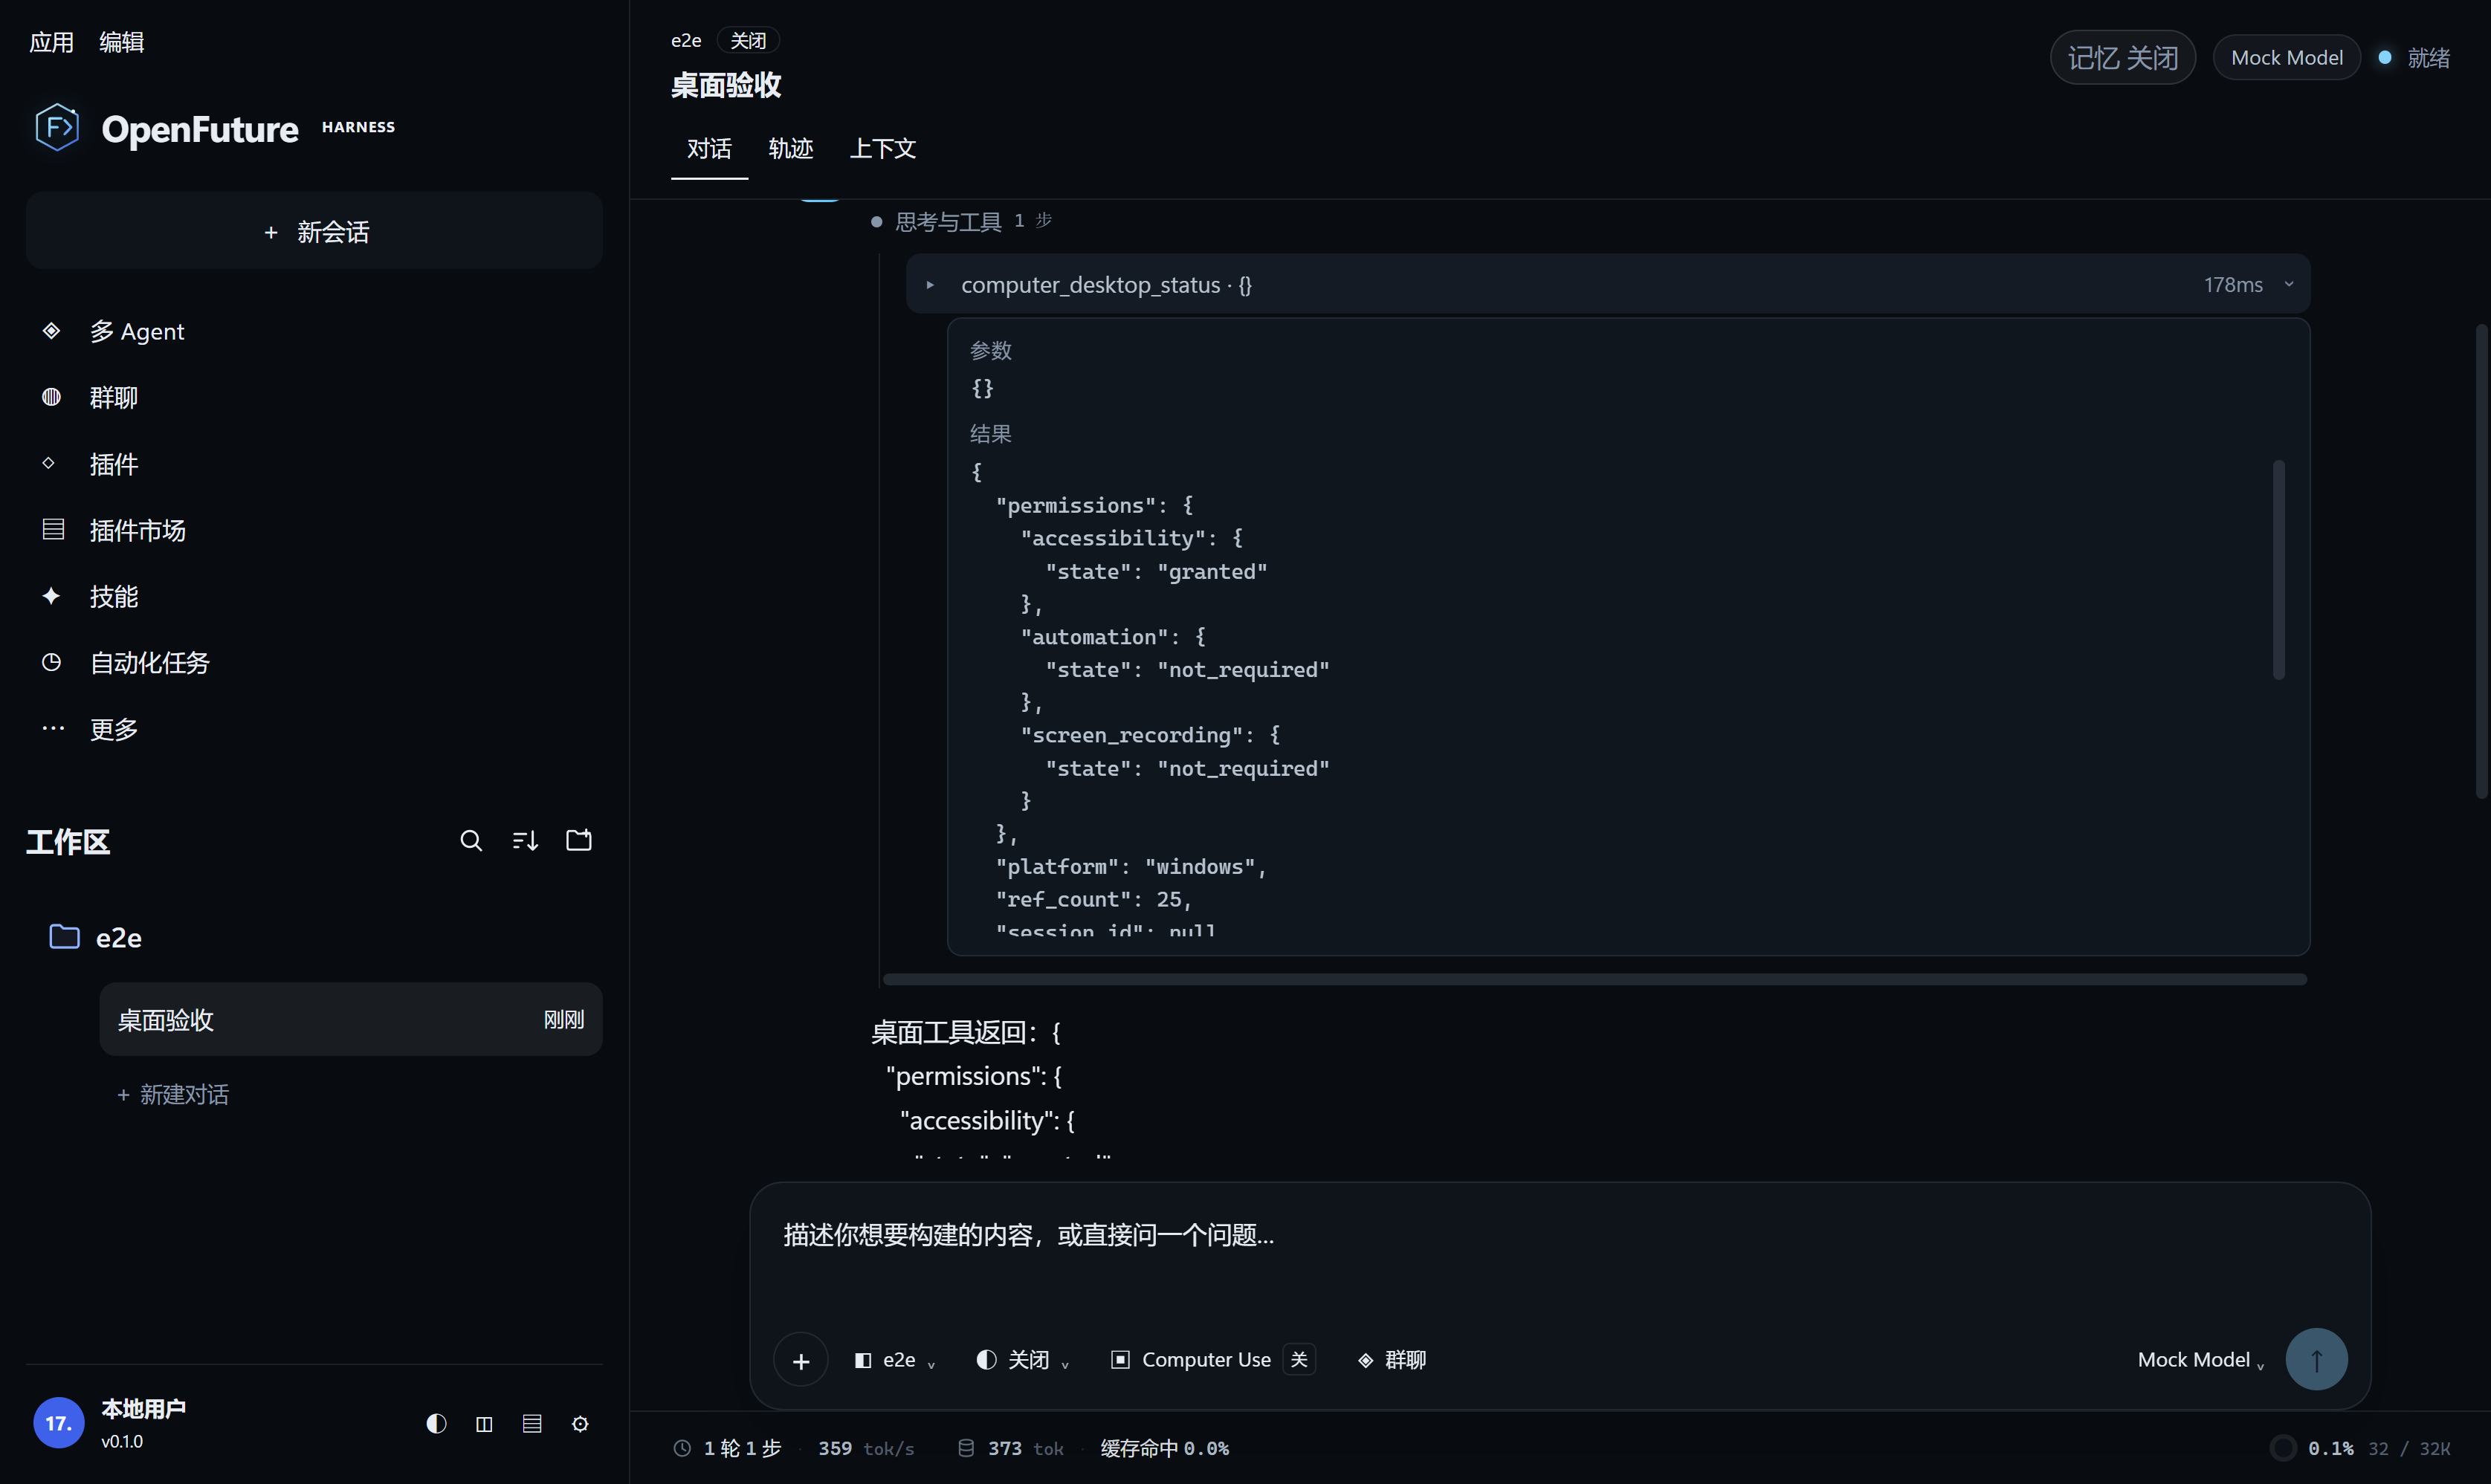 应用 编辑
OpenFuture HARNESS
+ 新会话
多 Agent
群聊
插件
插件市场
技能
自动化任务
更多
工作区
e2e
桌面验收 刚刚
+ 新建对话
17. 本地用户
v0.1.0
e2e 关闭
桌面验收
记忆 关闭 Mock Model 就绪
对话 轨迹 上下文
思考与工具 1 步
computer_desktop_status · {} 178ms
参数
{}
结果
{
"permissions": {
"accessibility": {
"state": "granted"
},
"automation": {
"state": "not_required"
},
"screen_recording": {
"state": "not_required"
}
},
"platform": "windows",
"ref_count": 25,
"session_id": null
桌面工具返回：{
"permissions": {
"accessibility": {
描述你想要构建的内容，或直接问一个问题...
+ e2e 关闭 Computer Use 关 群聊 Mock Model ↑
1 轮 1 步 · 359 tok/s 373 tok · 缓存命中 0.0% 0.1% 32 / 32K